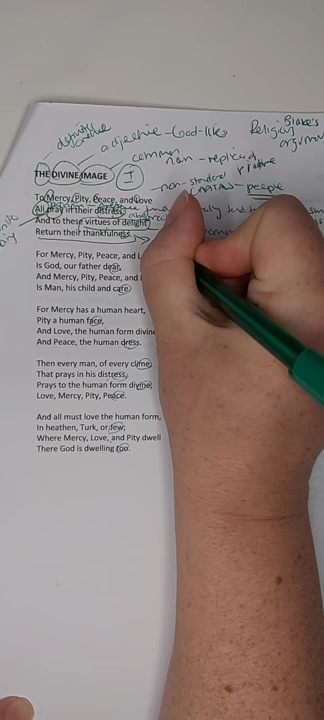 definite article
adjective - God-like
Blake's
Religious
common noun - replicad
THE DIVINE IMAGE I
non-standard
capitals - people
To Mercy, Pity, Peace, and Love
All pray in their distress;
And to these virtues of delight
Return their thankfulness.
For Mercy, Pity, Peace, and L
Is God, our father dear,
And Mercy, Pity, Peace, and L
Is Man, his child and care.
For Mercy has a human heart,
Pity a human face,
And Love, the human form divine
And Peace, the human dress.
Then every man, of every clime,
That prays in his distress,
Prays to the human form divine,
Love, Mercy, Pity, Peace.
And all must love the human form,
In heathen, Turk, or Jew;
Where Mercy, Love, and Pity dwell
There God is dwelling too.